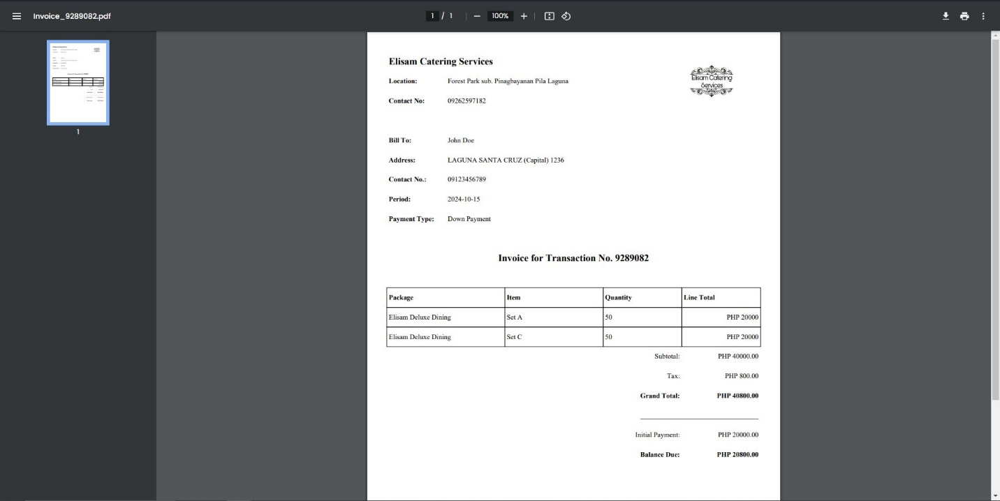 Invoice_9289082.pdf
1 / 1
100%
1
Elisam Catering Services
Location: Forest Park sub. Pinagbayanan Pila Laguna
Contact No: 09262597182
Elisam Catering
Services
Bill To: John Doe
Address: LAGUNA SANTA CRUZ (Capital) 1236
Contact No.: 09123456789
Period: 2024-10-15
Payment Type: Down Payment
Invoice for Transaction No. 9289082
Package Item Quantity Line Total
Elisam Deluxe Dining Set A 50 PHP 20000
Elisam Deluxe Dining Set C 50 PHP 20000
Subtotal: PHP 40000.00
Tax: PHP 800.00
Grand Total: PHP 40800.00
Initial Payment: PHP 20000.00
Balance Due: PHP 20800.00